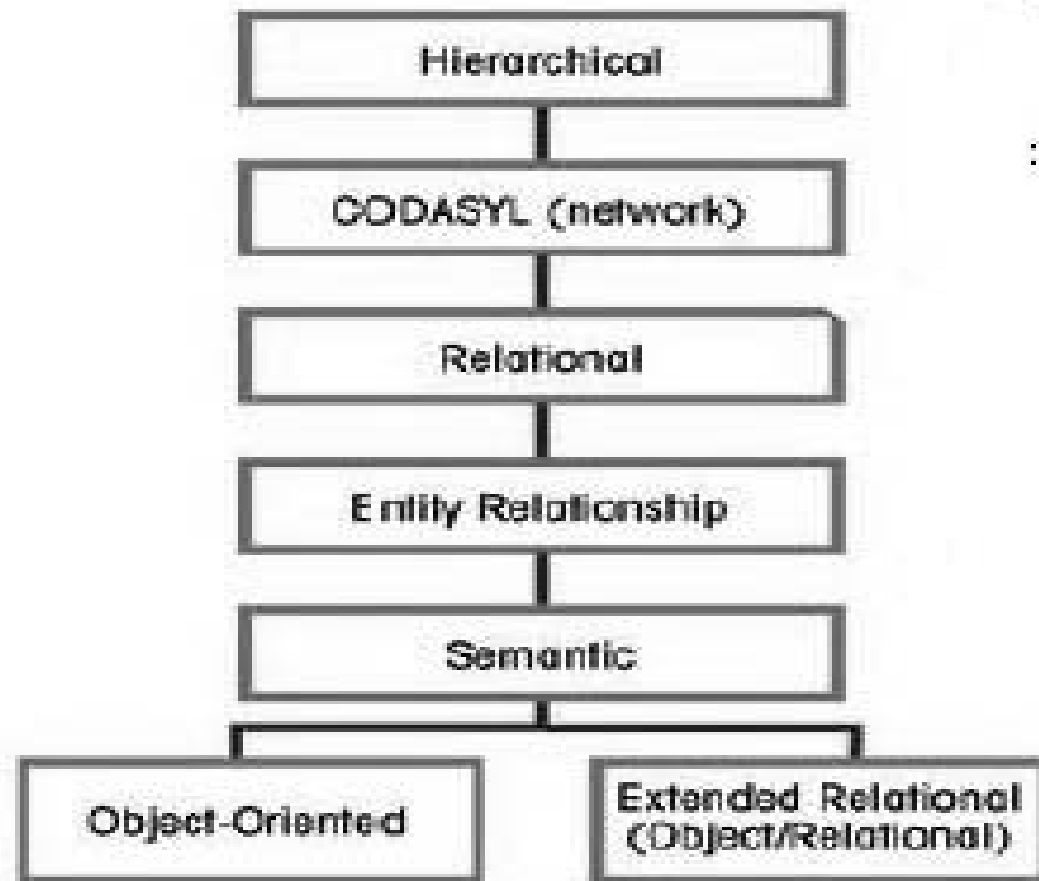 Hierarchical
CODASYL (network)
Relational
Entity Relationship
Semantic
Object-Oriented
Extended Relational
(Object/Relational)